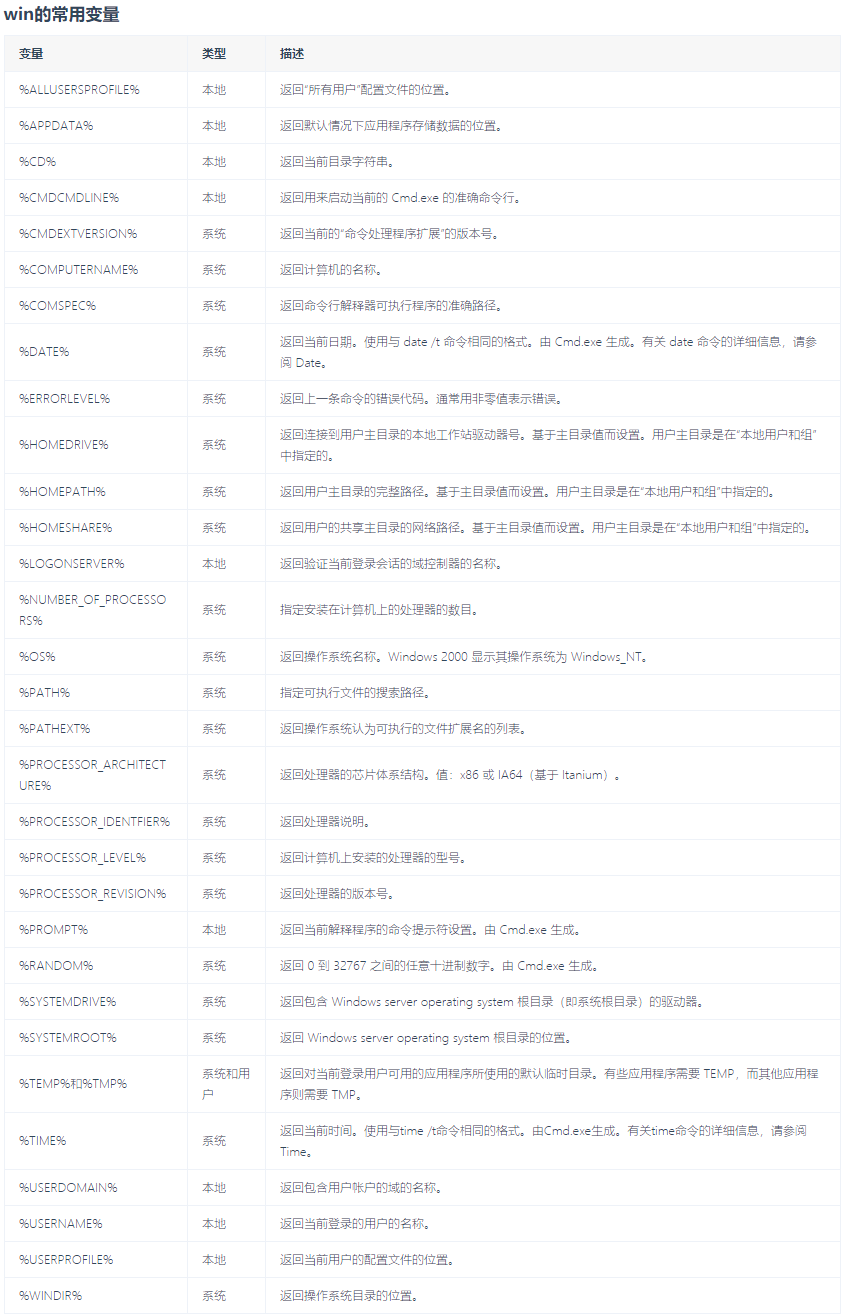 win的常用变量
变量 类型 描述
%ALLUSERSPROFILE% 本地 返回“所有用户”配置文件的位置。
%APPDATA% 本地 返回默认情况下应用程序存储数据的位置。
%CD% 本地 返回当前目录字符串。
%CMDCMDLINE% 本地 返回用来启动当前的 Cmd.exe 的准确命令行。
%CMDEXTVERSION% 系统 返回当前的“命令处理程序扩展”的版本号。
%COMPUTERNAME% 系统 返回计算机的名称。
%COMSPEC% 系统 返回命令行解释器可执行程序的准确路径。
%DATE% 系统 返回当前日期。使用与 date /t 命令相同的格式。由 Cmd.exe 生成。有关 date 命令的详细信息，请参
阅 Date。
%ERRORLEVEL% 系统 返回上一条命令的错误代码。通常用非零值表示错误。
%HOMEDRIVE% 系统 返回连接到用户主目录的本地工作站驱动器号。基于主目录值而设置。用户主目录是在“本地用户和组”
中指定的。
%HOMEPATH% 系统 返回用户主目录的完整路径。基于主目录值而设置。用户主目录是在“本地用户和组”中指定的。
%HOMESHARE% 系统 返回用户的共享主目录的网络路径。基于主目录值而设置。用户主目录是在“本地用户和组”中指定的。
%LOGONSERVER% 本地 返回验证当前登录会话的域控制器的名称。
%NUMBER_OF_PROCESSO
RS% 系统 指定安装在计算机上的处理器的数目。
%OS% 系统 返回操作系统名称。Windows 2000 显示其操作系统为 Windows_NT。
%PATH% 系统 指定可执行文件的搜索路径。
%PATHEXT% 系统 返回操作系统认为可执行的文件扩展名的列表。
%PROCESSOR_ARCHITECT
URE% 系统 返回处理器的芯片体系结构。值：x86 或 IA64（基于 Itanium）。
%PROCESSOR_IDENTFIER% 系统 返回处理器说明。
%PROCESSOR_LEVEL% 系统 返回计算机上安装的处理器的型号。
%PROCESSOR_REVISION% 系统 返回处理器的版本号。
%PROMPT% 本地 返回当前解释程序的命令提示符设置。由 Cmd.exe 生成。
%RANDOM% 系统 返回 0 到 32767 之间的任意十进制数字。由 Cmd.exe 生成。
%SYSTEMDRIVE% 系统 返回包含 Windows server operating system 根目录（即系统根目录）的驱动器。
%SYSTEMROOT% 系统 返回 Windows server operating system 根目录的位置。
%TEMP%和%TMP% 系统和用
户 返回对当前登录用户可用的应用程序所使用的默认临时目录。有些应用程序需要 TEMP，而其他应用程
序则需要 TMP。
%TIME% 系统 返回当前时间。使用与time /t命令相同的格式。由Cmd.exe生成。有关time命令的详细信息，请参阅
Time。
%USERDOMAIN% 本地 返回包含用户帐户的域的名称。
%USERNAME% 本地 返回当前登录的用户的名称。
%USERPROFILE% 本地 返回当前用户的配置文件的位置。
%WINDIR% 系统 返回操作系统目录的位置。